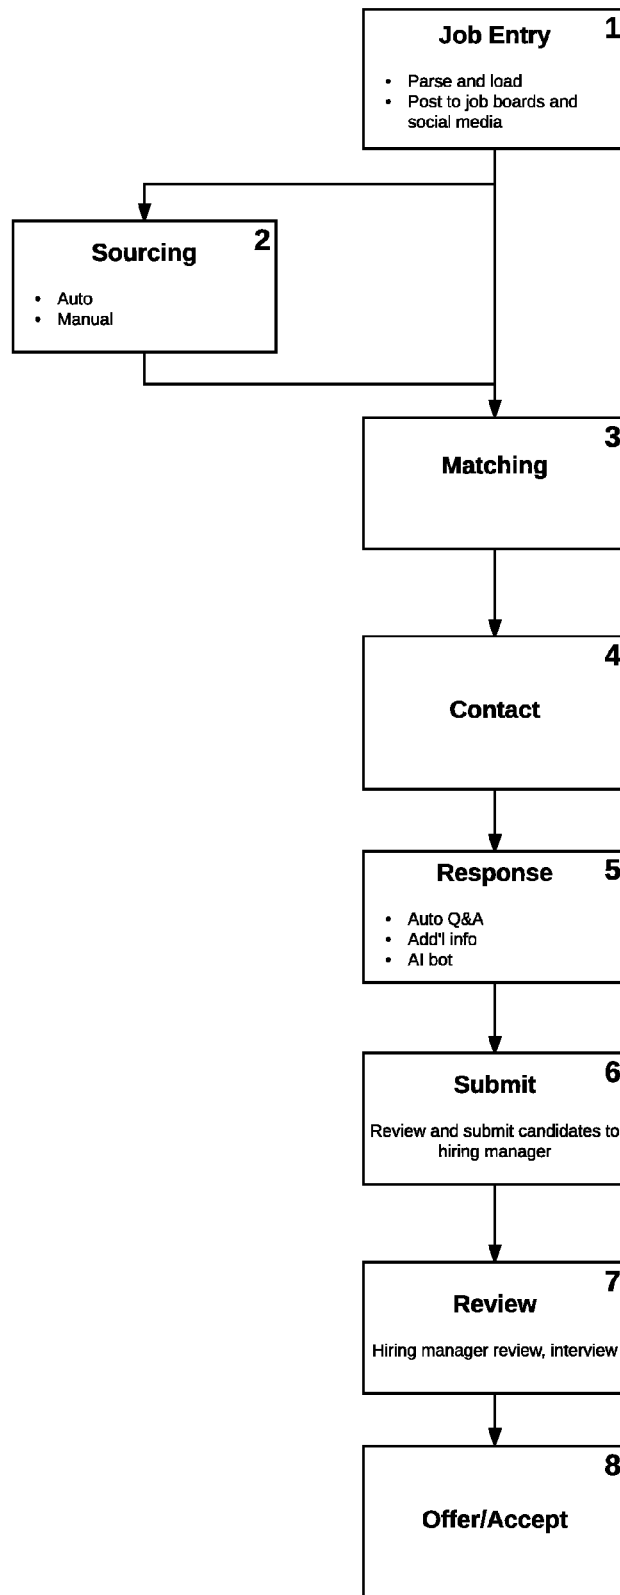 1
Job Entry
• Parse and load
• Post to job boards and
social media
2
Sourcing
• Auto
• Manual
3
Matching
4
Contact
5
Response
• Auto Q&A
• Add'l info
• AI bot
6
Submit
Review and submit candidates to
hiring manager
7
Review
Hiring manager review, interview
8
Offer/Accept